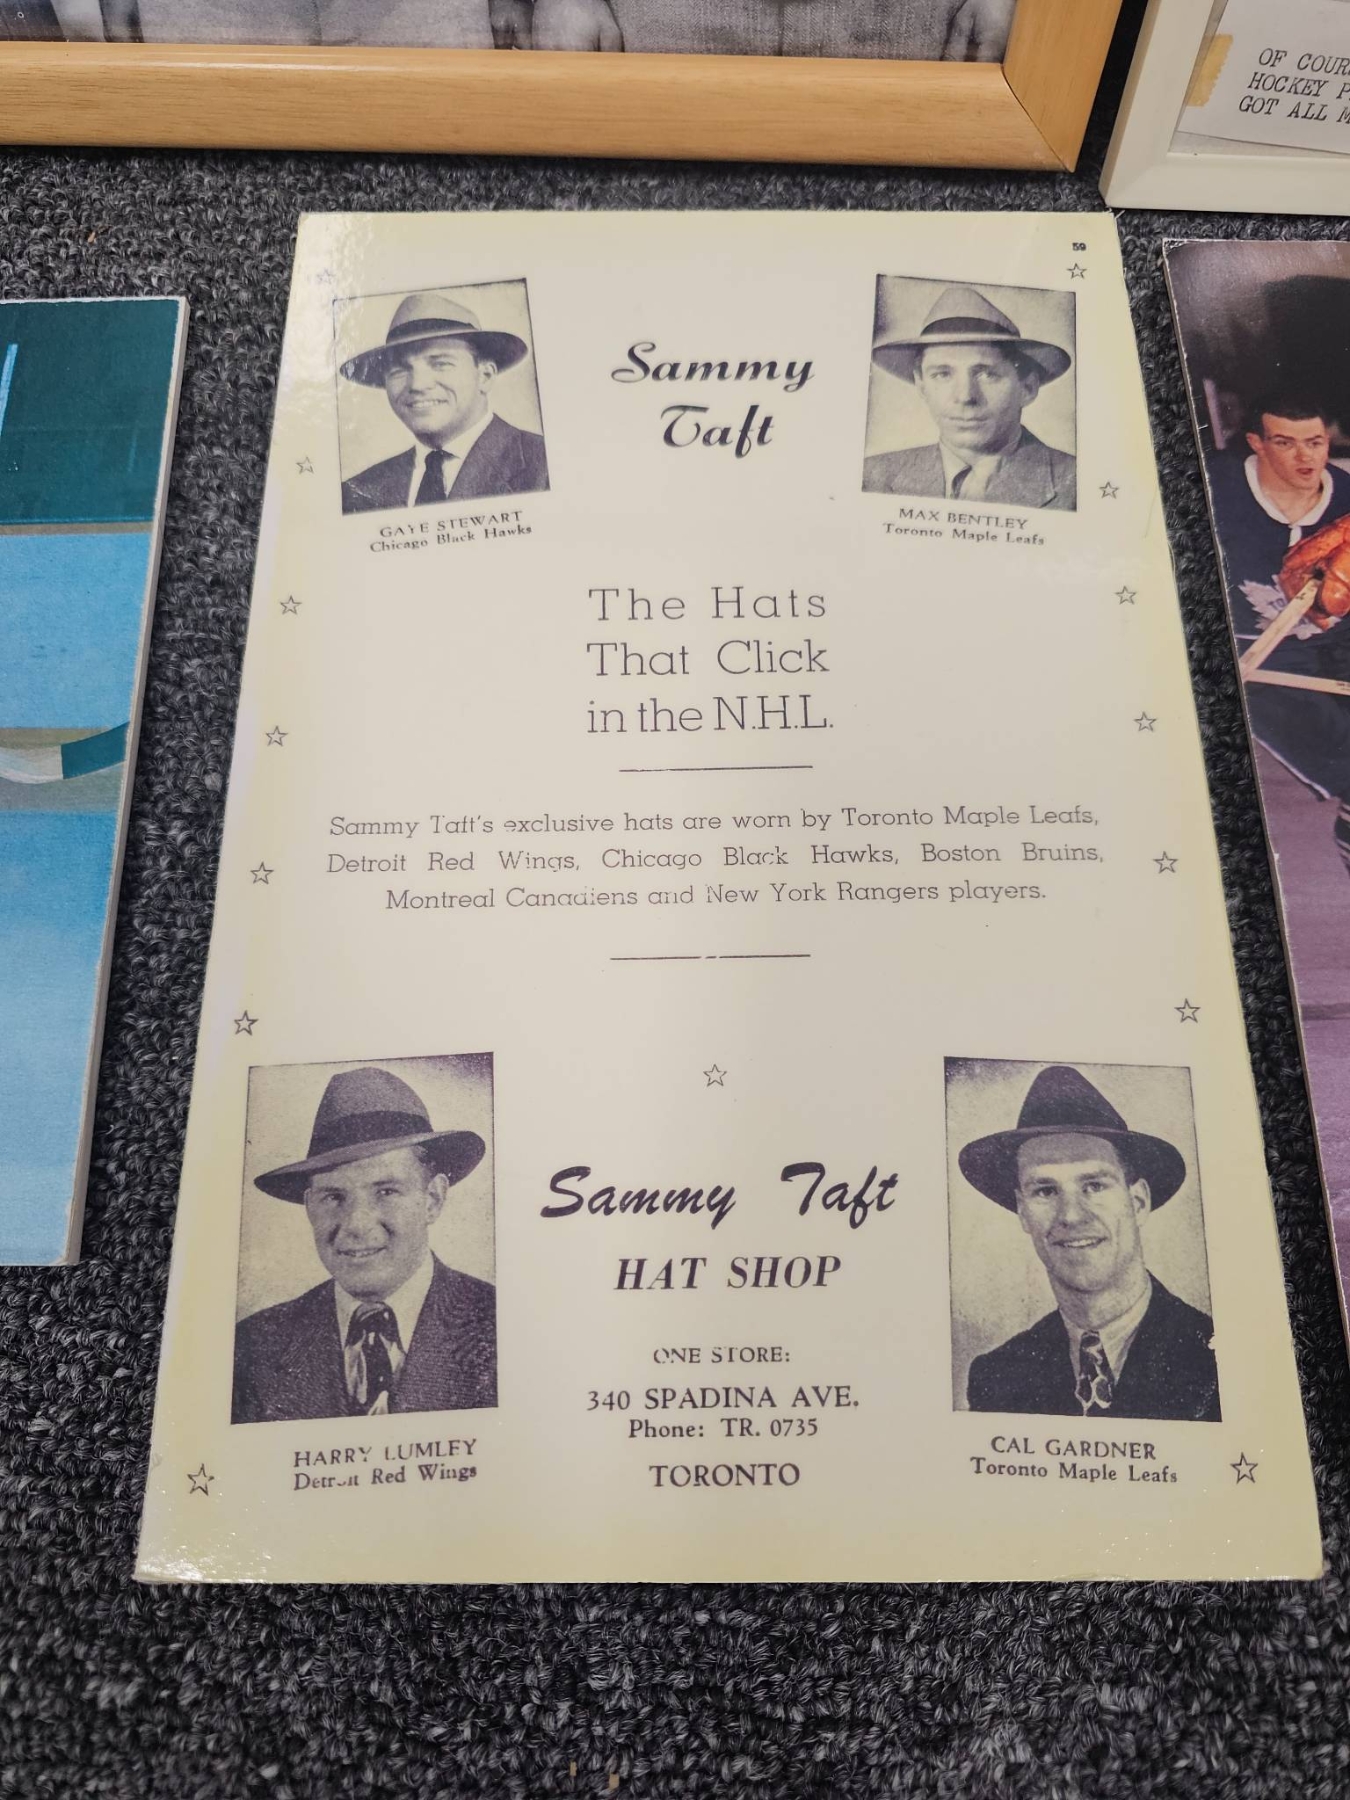 OF COUR
HOCKEY P
GOT ALL M
59
Sammy
Taft
GAYE STEWART
Chicago Black Hawks
MAX BENTLEY
Toronto Maple Leafs
The Hats
That Click
in the N.H.L.
Sammy Taft's exclusive hats are worn by Toronto Maple Leafs,
Detroit Red Wings, Chicago Black Hawks, Boston Bruins,
Montreal Canadiens and New York Rangers players.
Sammy Taft
HAT SHOP
ONE STORE:
340 SPADINA AVE.
Phone: TR. 0735
TORONTO
HARRY LUMLEY
Detroit Red Wings
CAL GARDNER
Toronto Maple Leafs